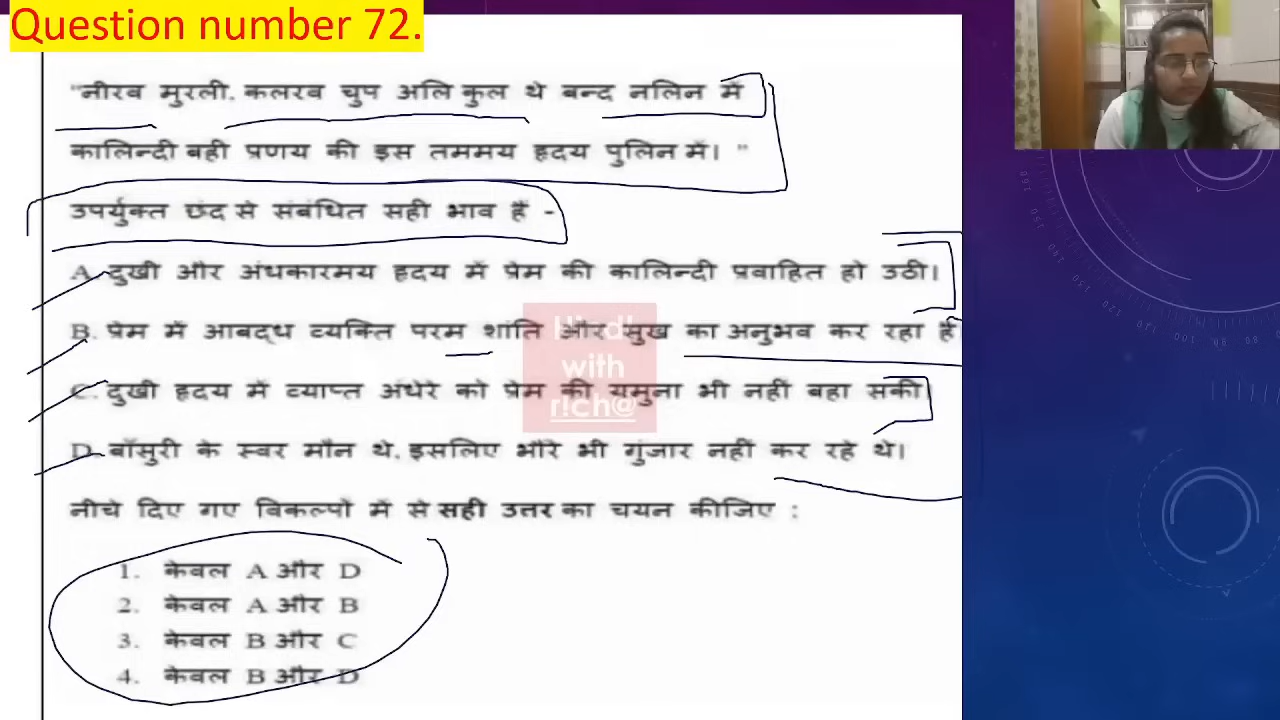 Question number 72.
"नीरव मुरली, कलरव चुप अलि कुल थे बन्द नलिन में
कालिन्दी बही प्रणय की इस तममय हृदय पुलिन में। "
उपर्युक्त छंद से संबंधित सही भाव हैं -
A. दुखी और अंधकारमय हृदय में प्रेम की कालिन्दी प्रवाहित हो उठी।
B. प्रेम में आबद्ध व्यक्ति परम शांति और सुख का अनुभव कर रहा है
C. दुखी हृदय में व्याप्त अंधेरे को प्रेम की यमुना भी नहीं बहा सकी
D. बाँसुरी के स्वर मौन थे, इसलिए भौरे भी गुंजार नहीं कर रहे थे।
नीचे दिए गए विकल्पों में से सही उत्तर का चयन कीजिए :
1. केवल A और D
2. केवल A और B
3. केवल B और C
4. केवल B और D
with
r!ch@